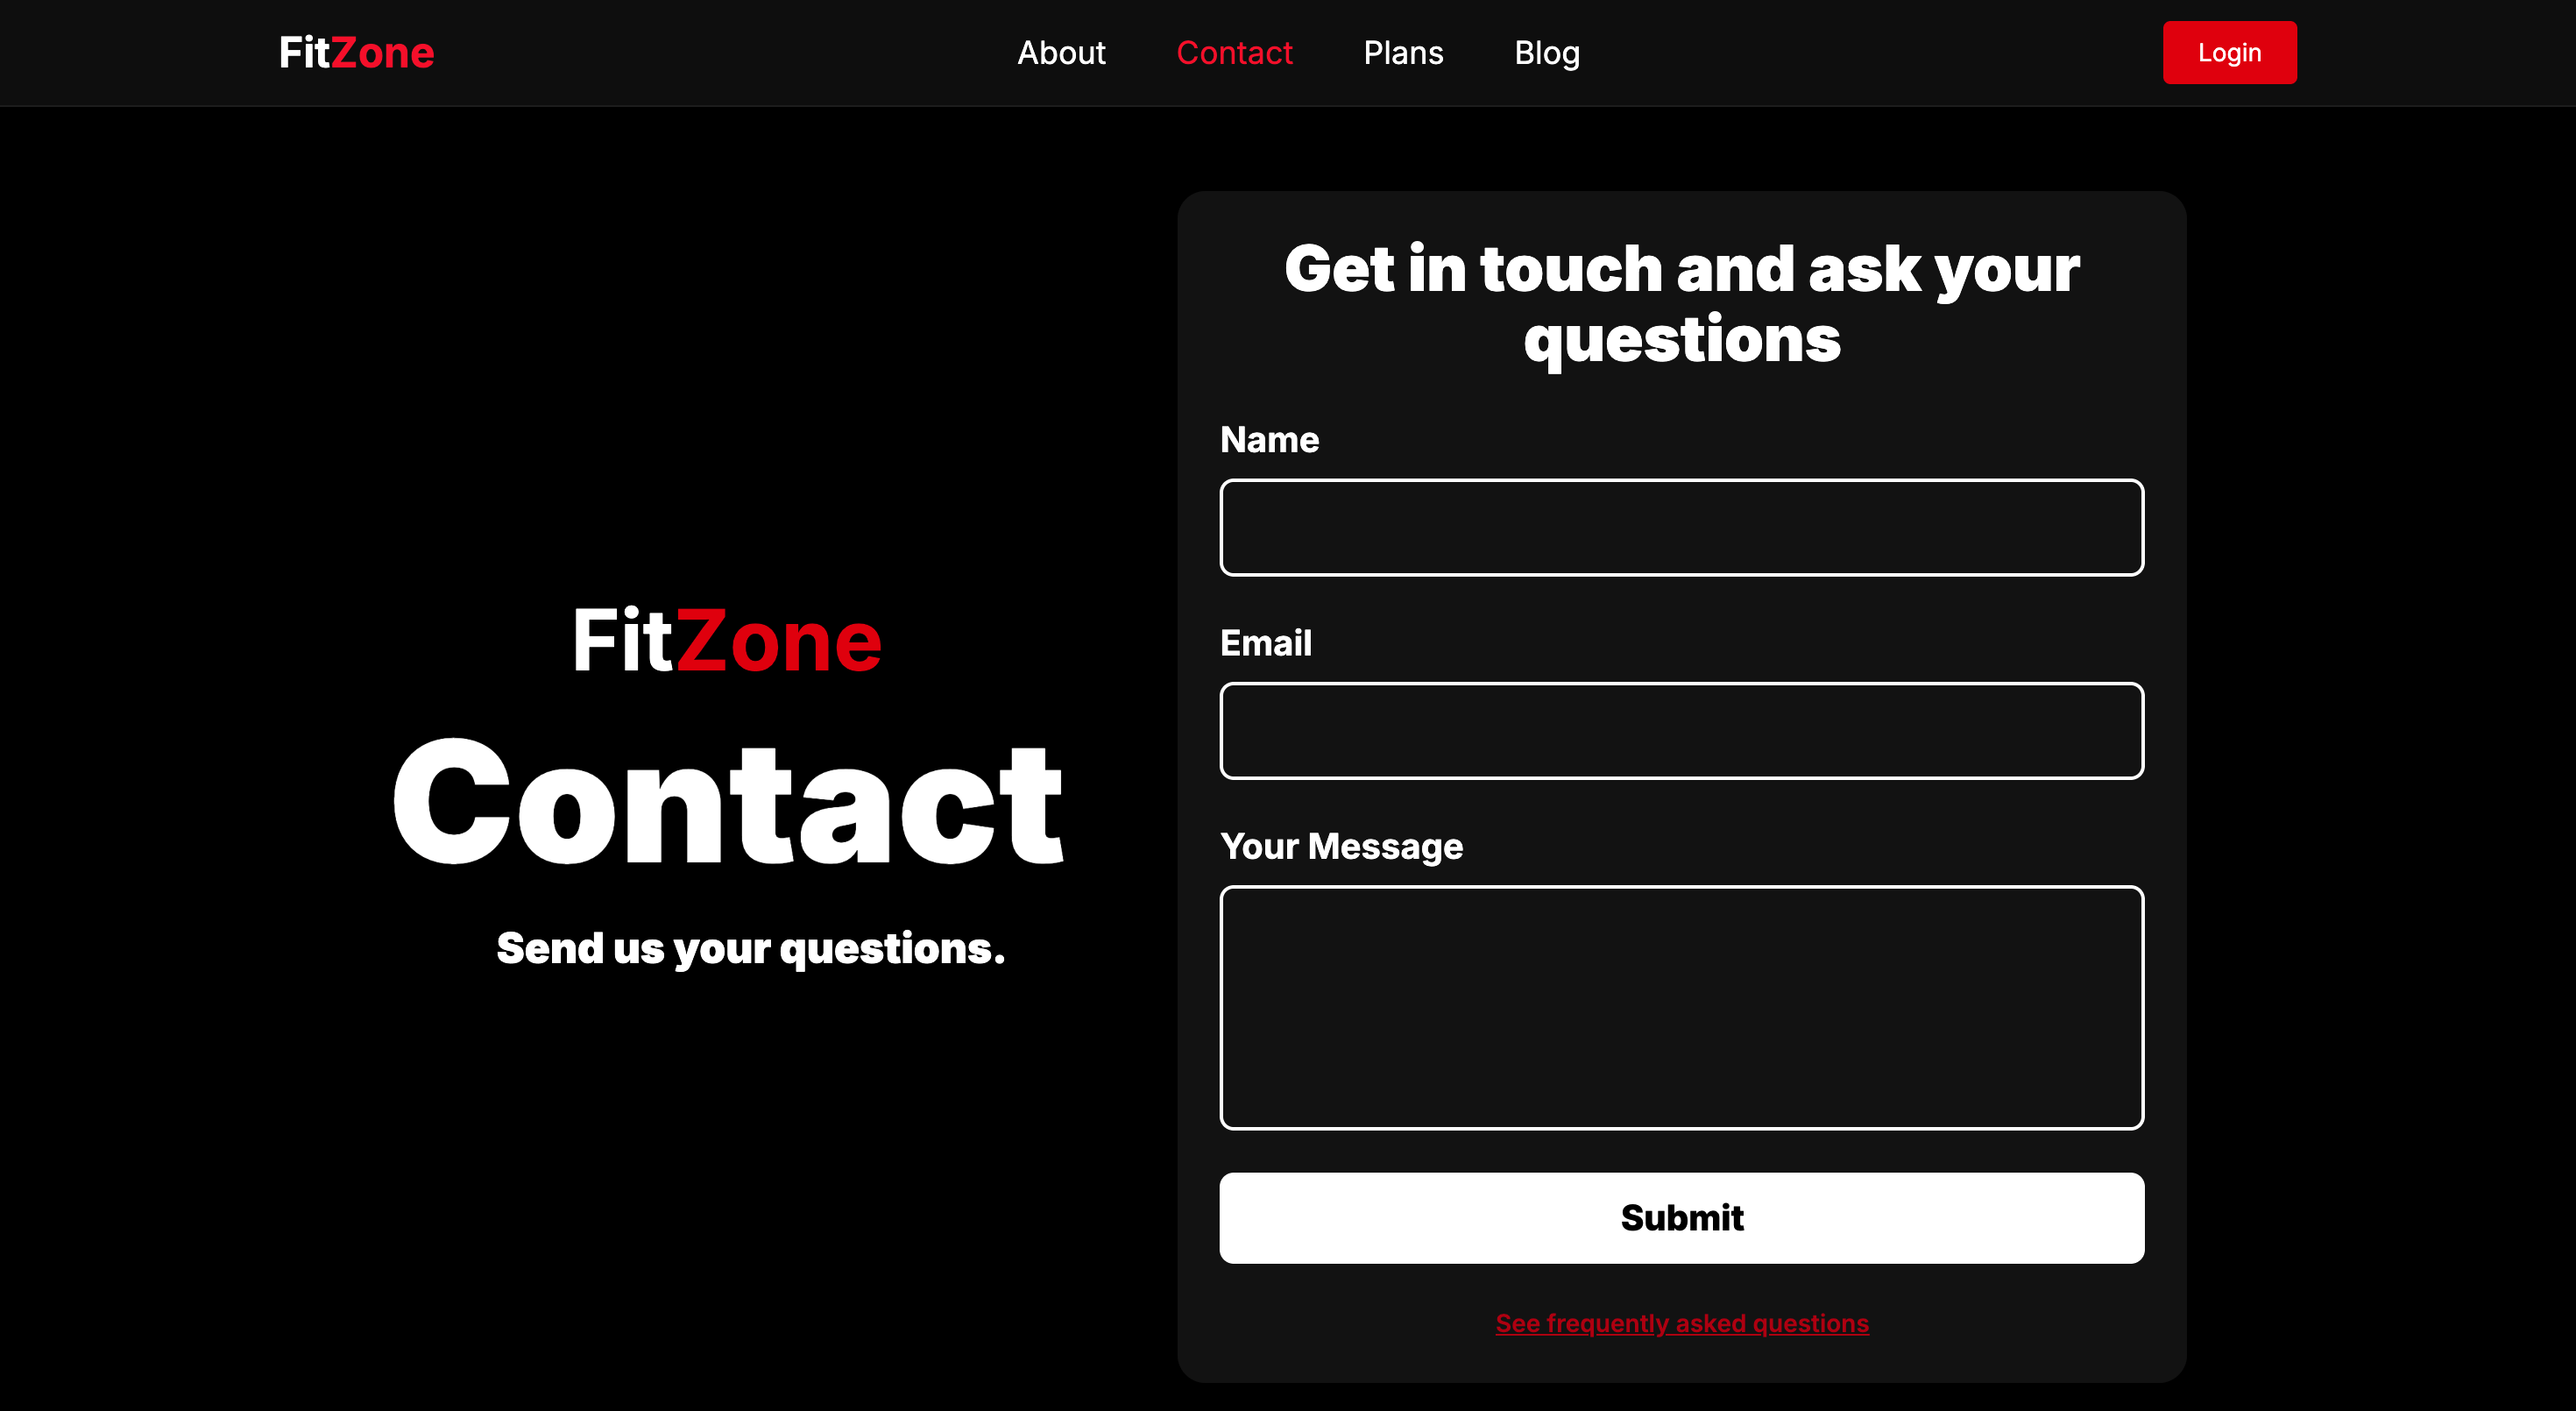 FitZone
About
Contact
Plans
Blog
Login
FitZone
Contact
Send us your questions.
Get in touch and ask your
questions
Name
Email
Your Message
Submit
See frequently asked questions